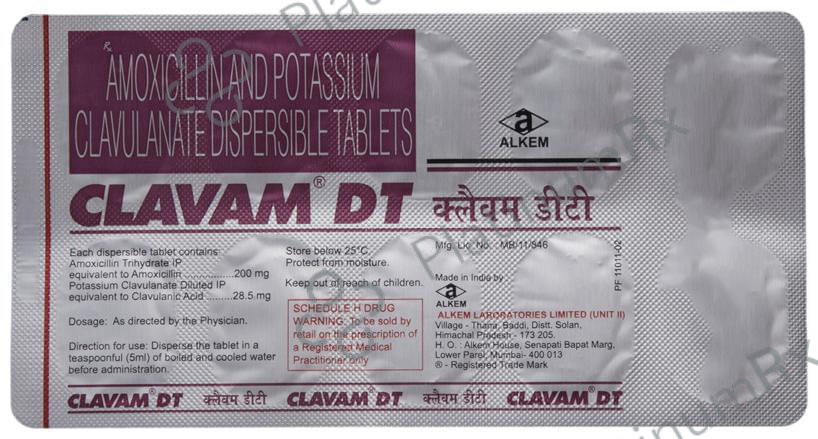 Rx
AMOXICILLIN AND POTASSIUM
CLAVULANATE DISPERSIBLE TABLETS
a
ALKEM
CLAVAM® DT क्लैवम डीटी
Each dispersible tablet contains:
Amoxicillin Trihydrate IP
equivalent to Amoxicillin ...............200 mg
Potassium Clavulanate Diluted IP
equivalent to Clavulanic Acid ........28.5 mg
Dosage: As directed by the Physician.
Direction for use: Disperse the tablet in a
teaspoonful (5ml) of boiled and cooled water
before administration.
Store below 25°C.
Protect from moisture.
Keep out of reach of children.
SCHEDULE H DRUG
WARNING: To be sold by
retail on the prescription of
a Registered Medical
Practitioner only
Mfg. Lic. No. : MB/11/846
Made in India by :
a
ALKEM
ALKEM LABORATORIES LIMITED (UNIT II)
Village - Thana, Baddi, Distt. Solan,
Himachal Pradesh - 173 205.
H. O. : Alkem House, Senapati Bapat Marg,
Lower Parel, Mumbai- 400 013
® - Registered Trade Mark
PF 11011-02
CLAVAM® DT क्लैवम डीटी CLAVAM® DT क्लैवम डीटी CLAVAM® DT
PlatinumRx